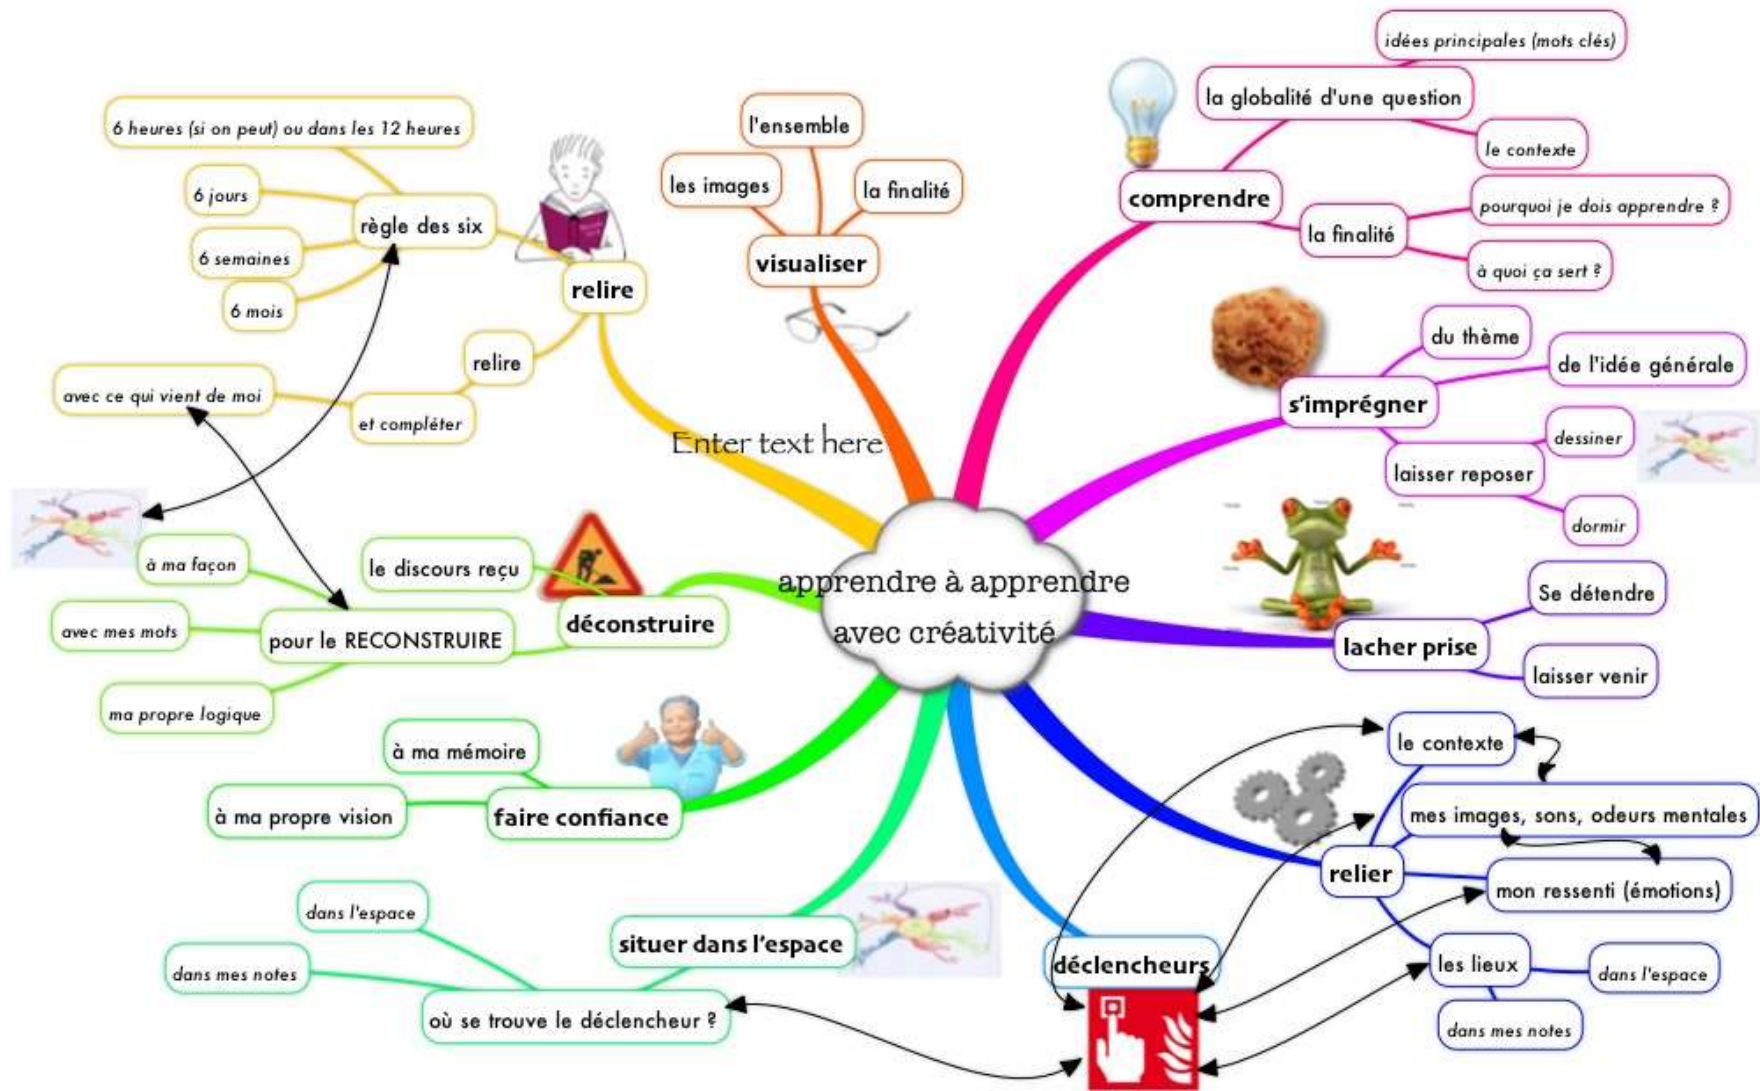 apprendre à apprendre
avec créativité
comprendre
la globalité d'une question
idées principales (mots clés)
le contexte
la finalité
pourquoi je dois apprendre ?
à quoi ça sert ?
s'imprégner
du thème
de l'idée générale
laisser reposer
dessiner
dormir
lacher prise
Se détendre
laisser venir
relier
le contexte
mes images, sons, odeurs mentales
mon ressenti (émotions)
les lieux
dans l'espace
dans mes notes
déclencheurs
situer dans l'espace
où se trouve le déclencheur ?
dans l'espace
dans mes notes
faire confiance
à ma mémoire
à ma propre vision
déconstruire
le discours reçu
pour le RECONSTRUIRE
à ma façon
avec mes mots
ma propre logique
Enter text here
relire
règle des six
6 heures (si on peut) ou dans les 12 heures
6 jours
6 semaines
6 mois
relire
et compléter
avec ce qui vient de moi
visualiser
les images
l'ensemble
la finalité